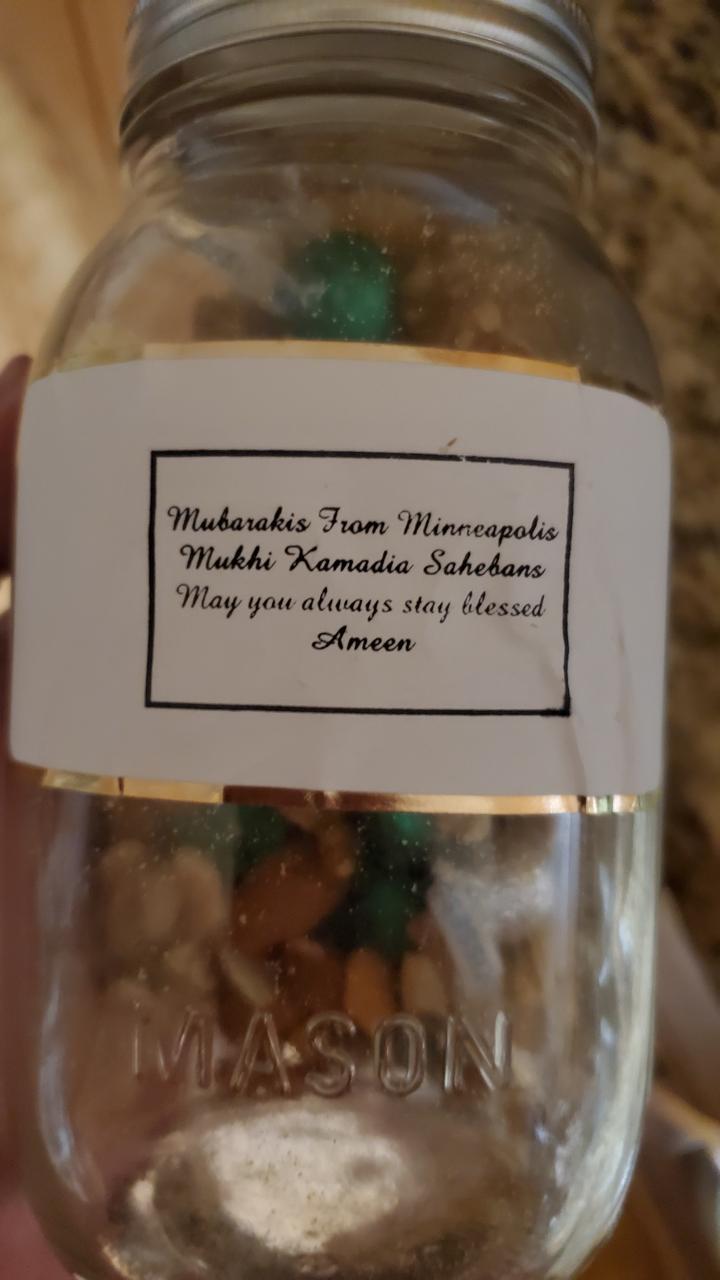 Mubarakis From Minneapolis
Mukhi Kamadia Sahebans
May you always stay blessed
Ameen
MASON